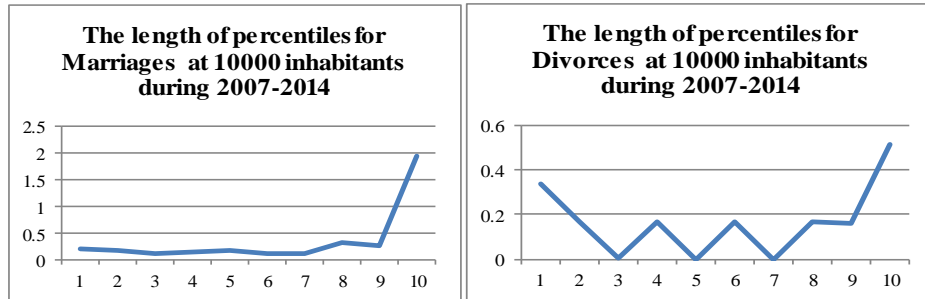 The length of percentiles for
Marriages at 10000 inhabitants
during 2007-2014
2.5
2
1.5
1
0.5
0
1 2 3 4 5 6 7 8 9 10
The length of percentiles for
Divorces at 10000 inhabitants
during 2007-2014
0.6
0.4
0.2
0
1 2 3 4 5 6 7 8 9 10